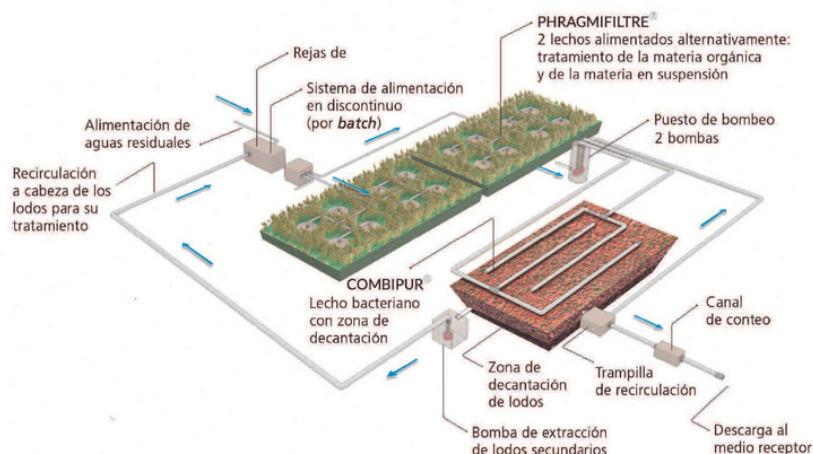 PHRAGMIFILTRE®
2 lechos alimentados alternativamente:
tratamiento de la materia orgánica
y de la materia en suspensión
Rejas de
Sistema de alimentación
en discontinuo
(por batch)
Alimentación de
aguas residuales
Puesto de bombeo
2 bombas
Recirculación
a cabeza de los
lodos para su
tratamiento
COMBIPUR®
Lecho bacteriano
con zona de
decantación
Canal
de conteo
Zona de
decantación
de lodos
Trampilla
de recirculación
Bomba de extracción
de lodos secundarios
Descarga al
medio receptor